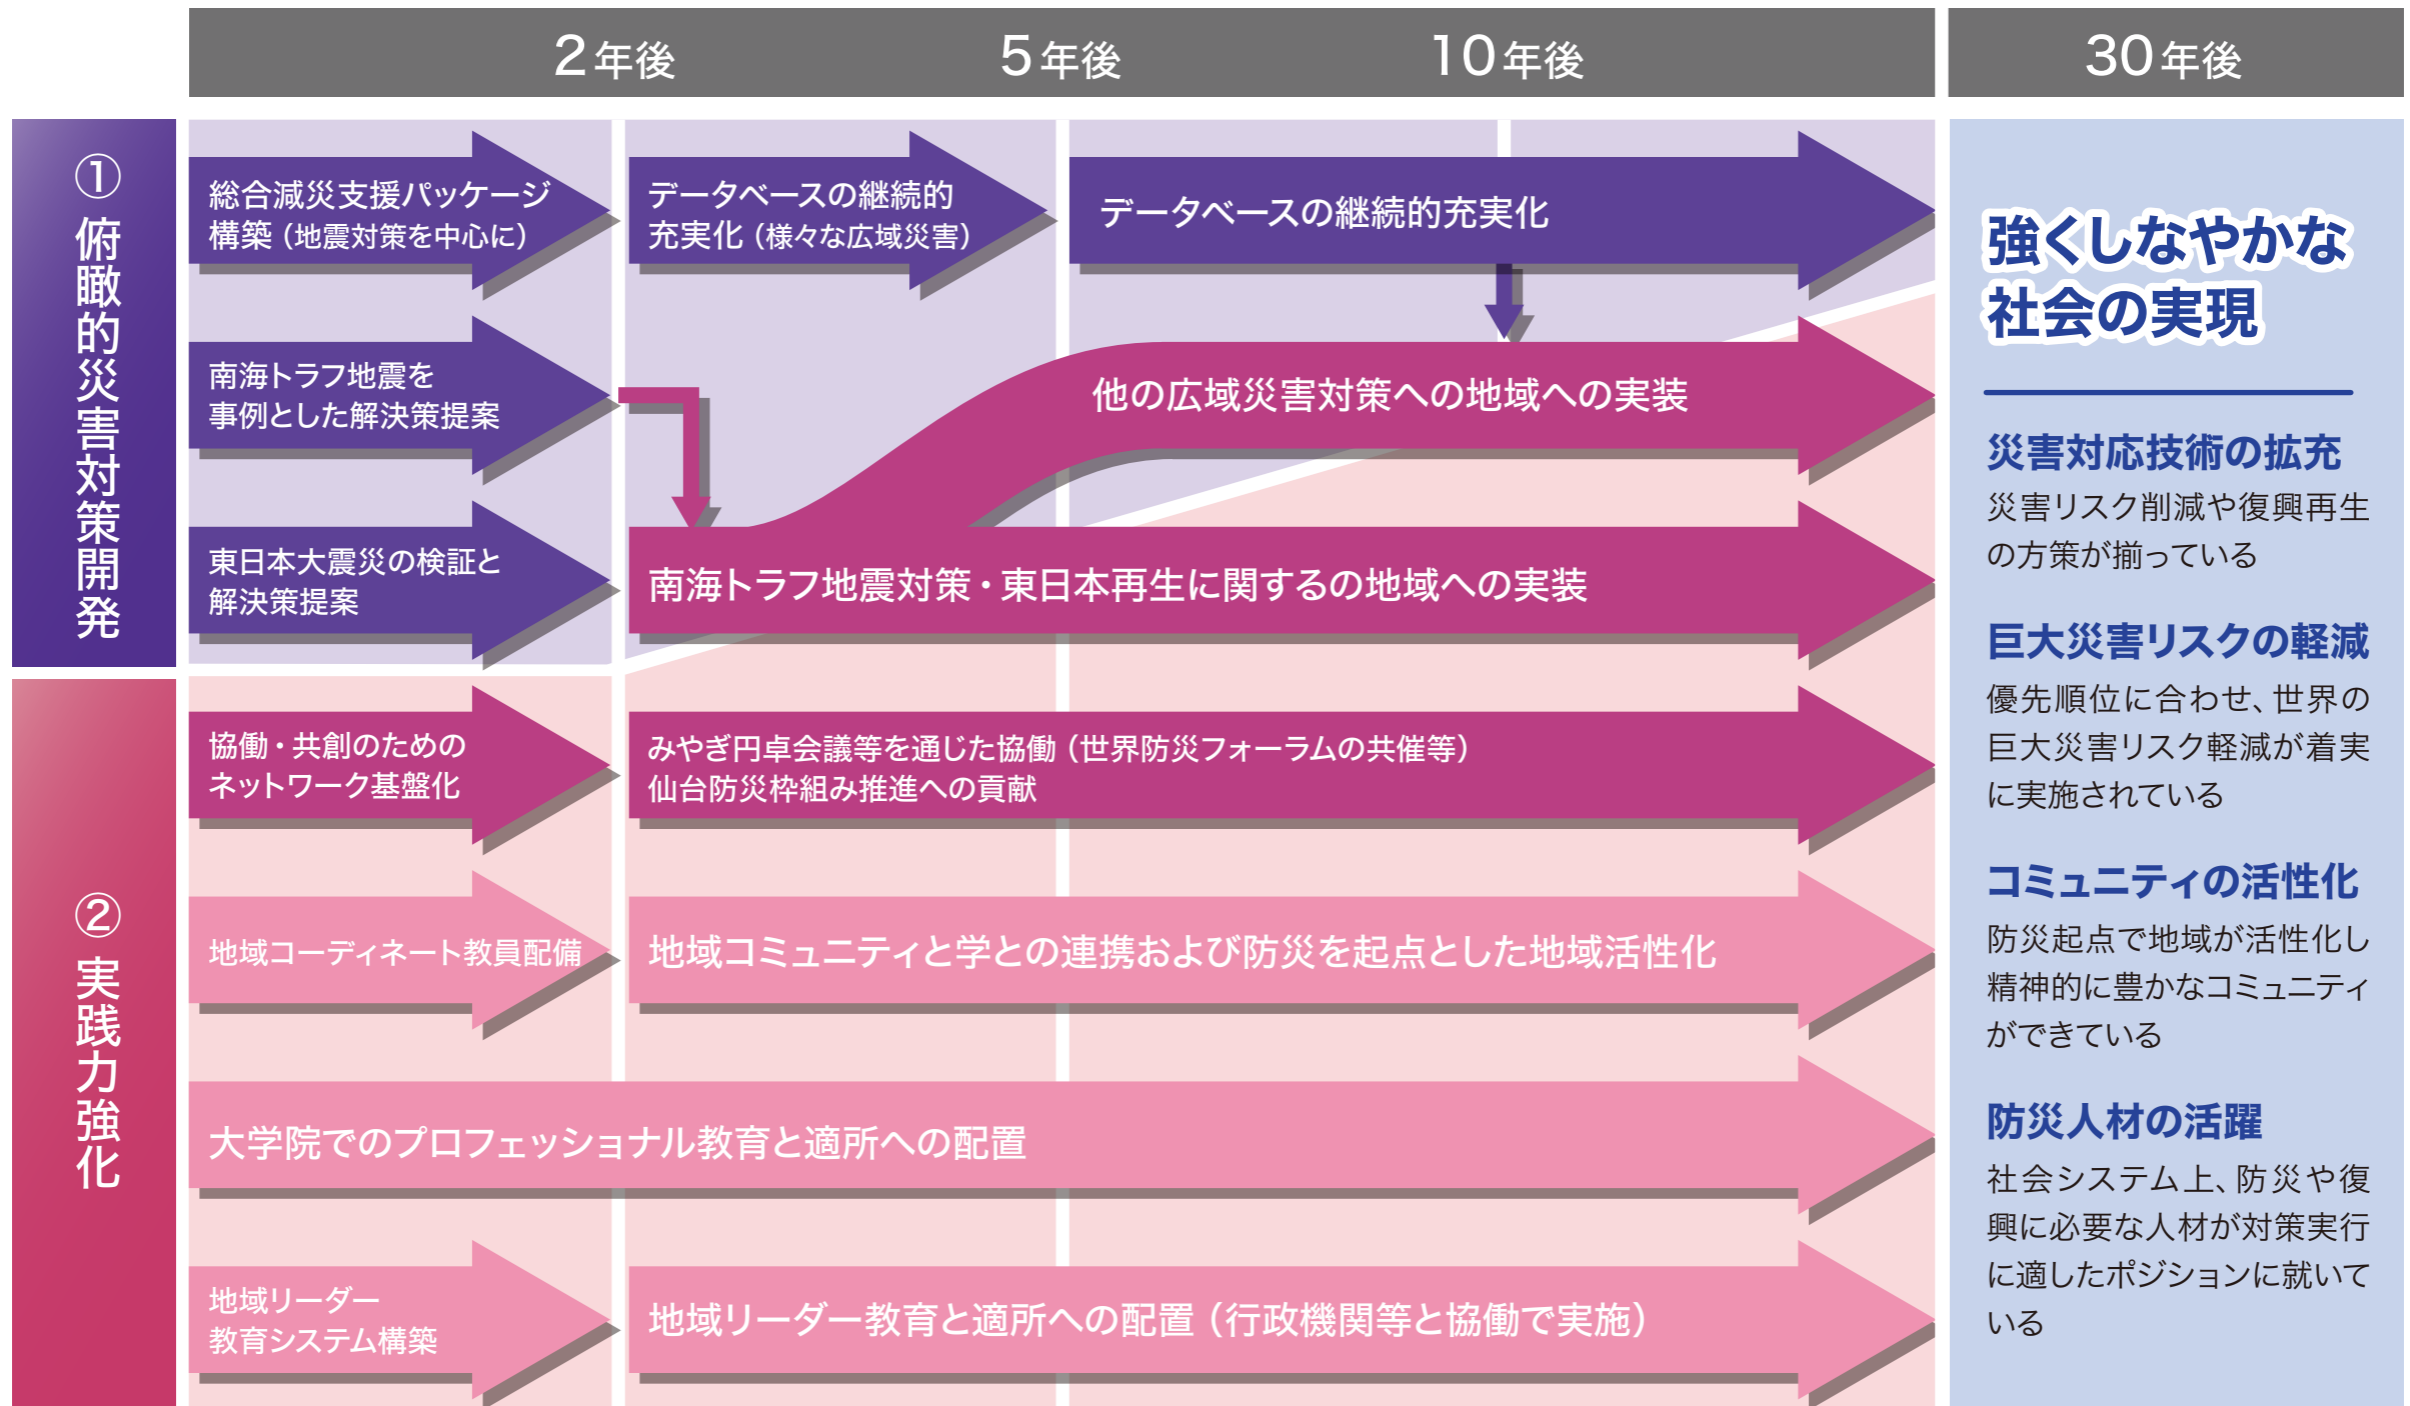 2年後
5年後
10年後
30年後
①俯瞰的災害対策開発
総合減災支援パッケージ
構築（地震対策を中心に）
データベースの継続的
充実化（様々な広域災害）
データベースの継続的充実化
南海トラフ地震を
事例とした解決策提案
他の広域災害対策への地域への実装
東日本大震災の検証と
解決策提案
南海トラフ地震対策・東日本再生に関するの地域への実装
②実践力強化
協働・共創のための
ネットワーク基盤化
みやぎ円卓会議等を通じた協働（世界防災フォーラムの共催等）
仙台防災枠組み推進への貢献
地域コーディネート教員配備
地域コミュニティと学との連携および防災を起点とした地域活性化
大学院でのプロフェッショナル教育と適所への配置
地域リーダー
教育システム構築
地域リーダー教育と適所への配置（行政機関等と協働で実施）
強くしなやかな
社会の実現
災害対応技術の拡充
災害リスク削減や復興再生
の方策が揃っている
巨大災害リスクの軽減
優先順位に合わせ、世界の
巨大災害リスク軽減が着実
に実施されている
コミュニティの活性化
防災起点で地域が活性化し
精神的に豊かなコミュニティ
ができている
防災人材の活躍
社会システム上、防災や復
興に必要な人材が対策実行
に適したポジションに就いて
いる